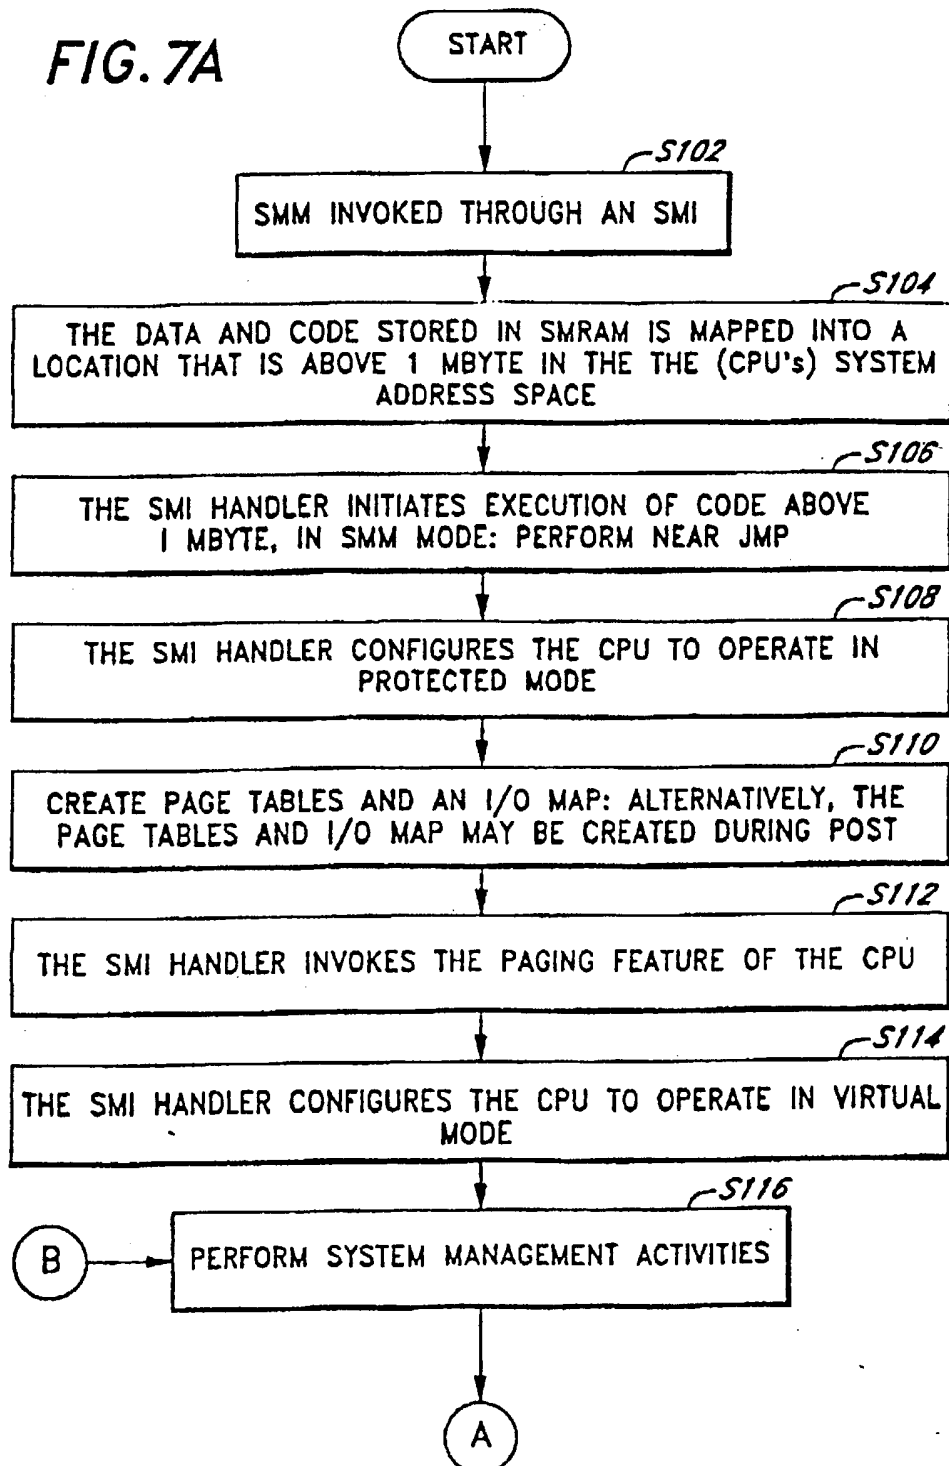 FIG. 7A
START
S102
SMM INVOKED THROUGH AN SMI
S104
THE DATA AND CODE STORED IN SMRAM IS MAPPED INTO A
LOCATION THAT IS ABOVE 1 MBYTE IN THE THE (CPU's) SYSTEM
ADDRESS SPACE
S106
THE SMI HANDLER INITIATES EXECUTION OF CODE ABOVE
1 MBYTE, IN SMM MODE: PERFORM NEAR JMP
S108
THE SMI HANDLER CONFIGURES THE CPU TO OPERATE IN
PROTECTED MODE
S110
CREATE PAGE TABLES AND AN I/O MAP: ALTERNATIVELY, THE
PAGE TABLES AND I/O MAP MAY BE CREATED DURING POST
S112
THE SMI HANDLER INVOKES THE PAGING FEATURE OF THE CPU
S114
THE SMI HANDLER CONFIGURES THE CPU TO OPERATE IN VIRTUAL
MODE
S116
B
PERFORM SYSTEM MANAGEMENT ACTIVITIES
A